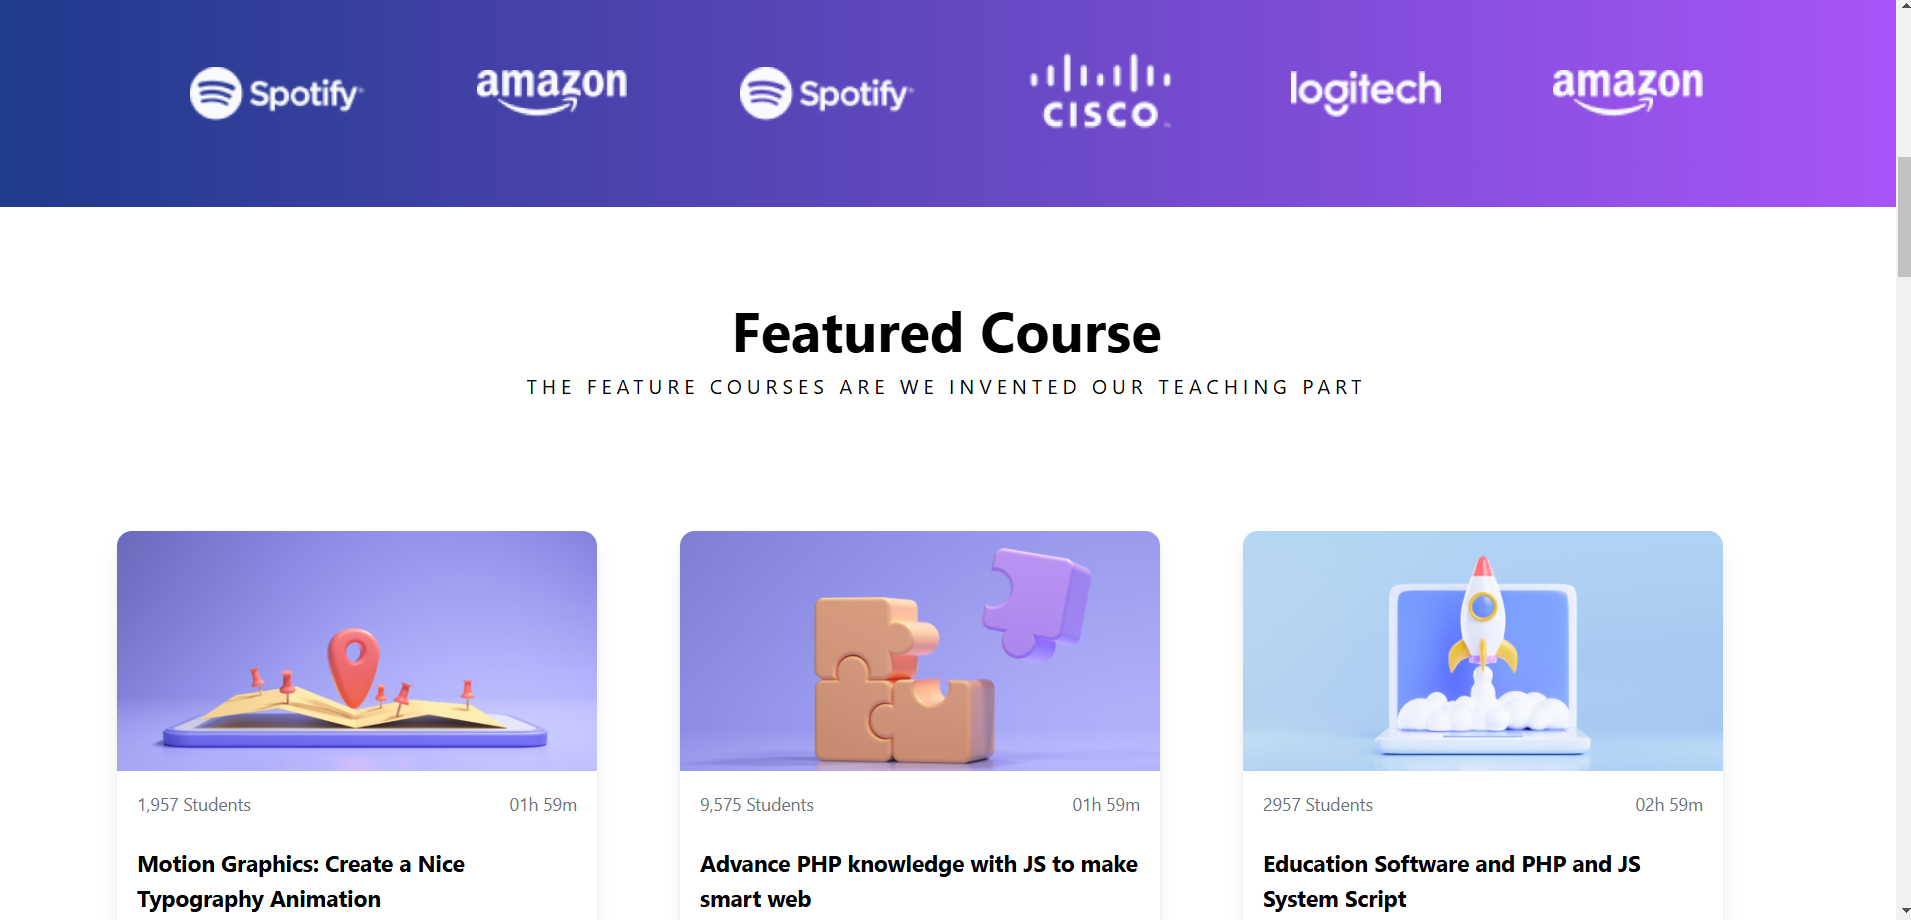 Spotify amazon Spotify CISCO logitech amazon
Featured Course
THE FEATURE COURSES ARE WE INVENTED OUR TEACHING PART
1,957 Students 01h 59m
Motion Graphics: Create a Nice
Typography Animation
9,575 Students 01h 59m
Advance PHP knowledge with JS to make
smart web
2957 Students 02h 59m
Education Software and PHP and JS
System Script